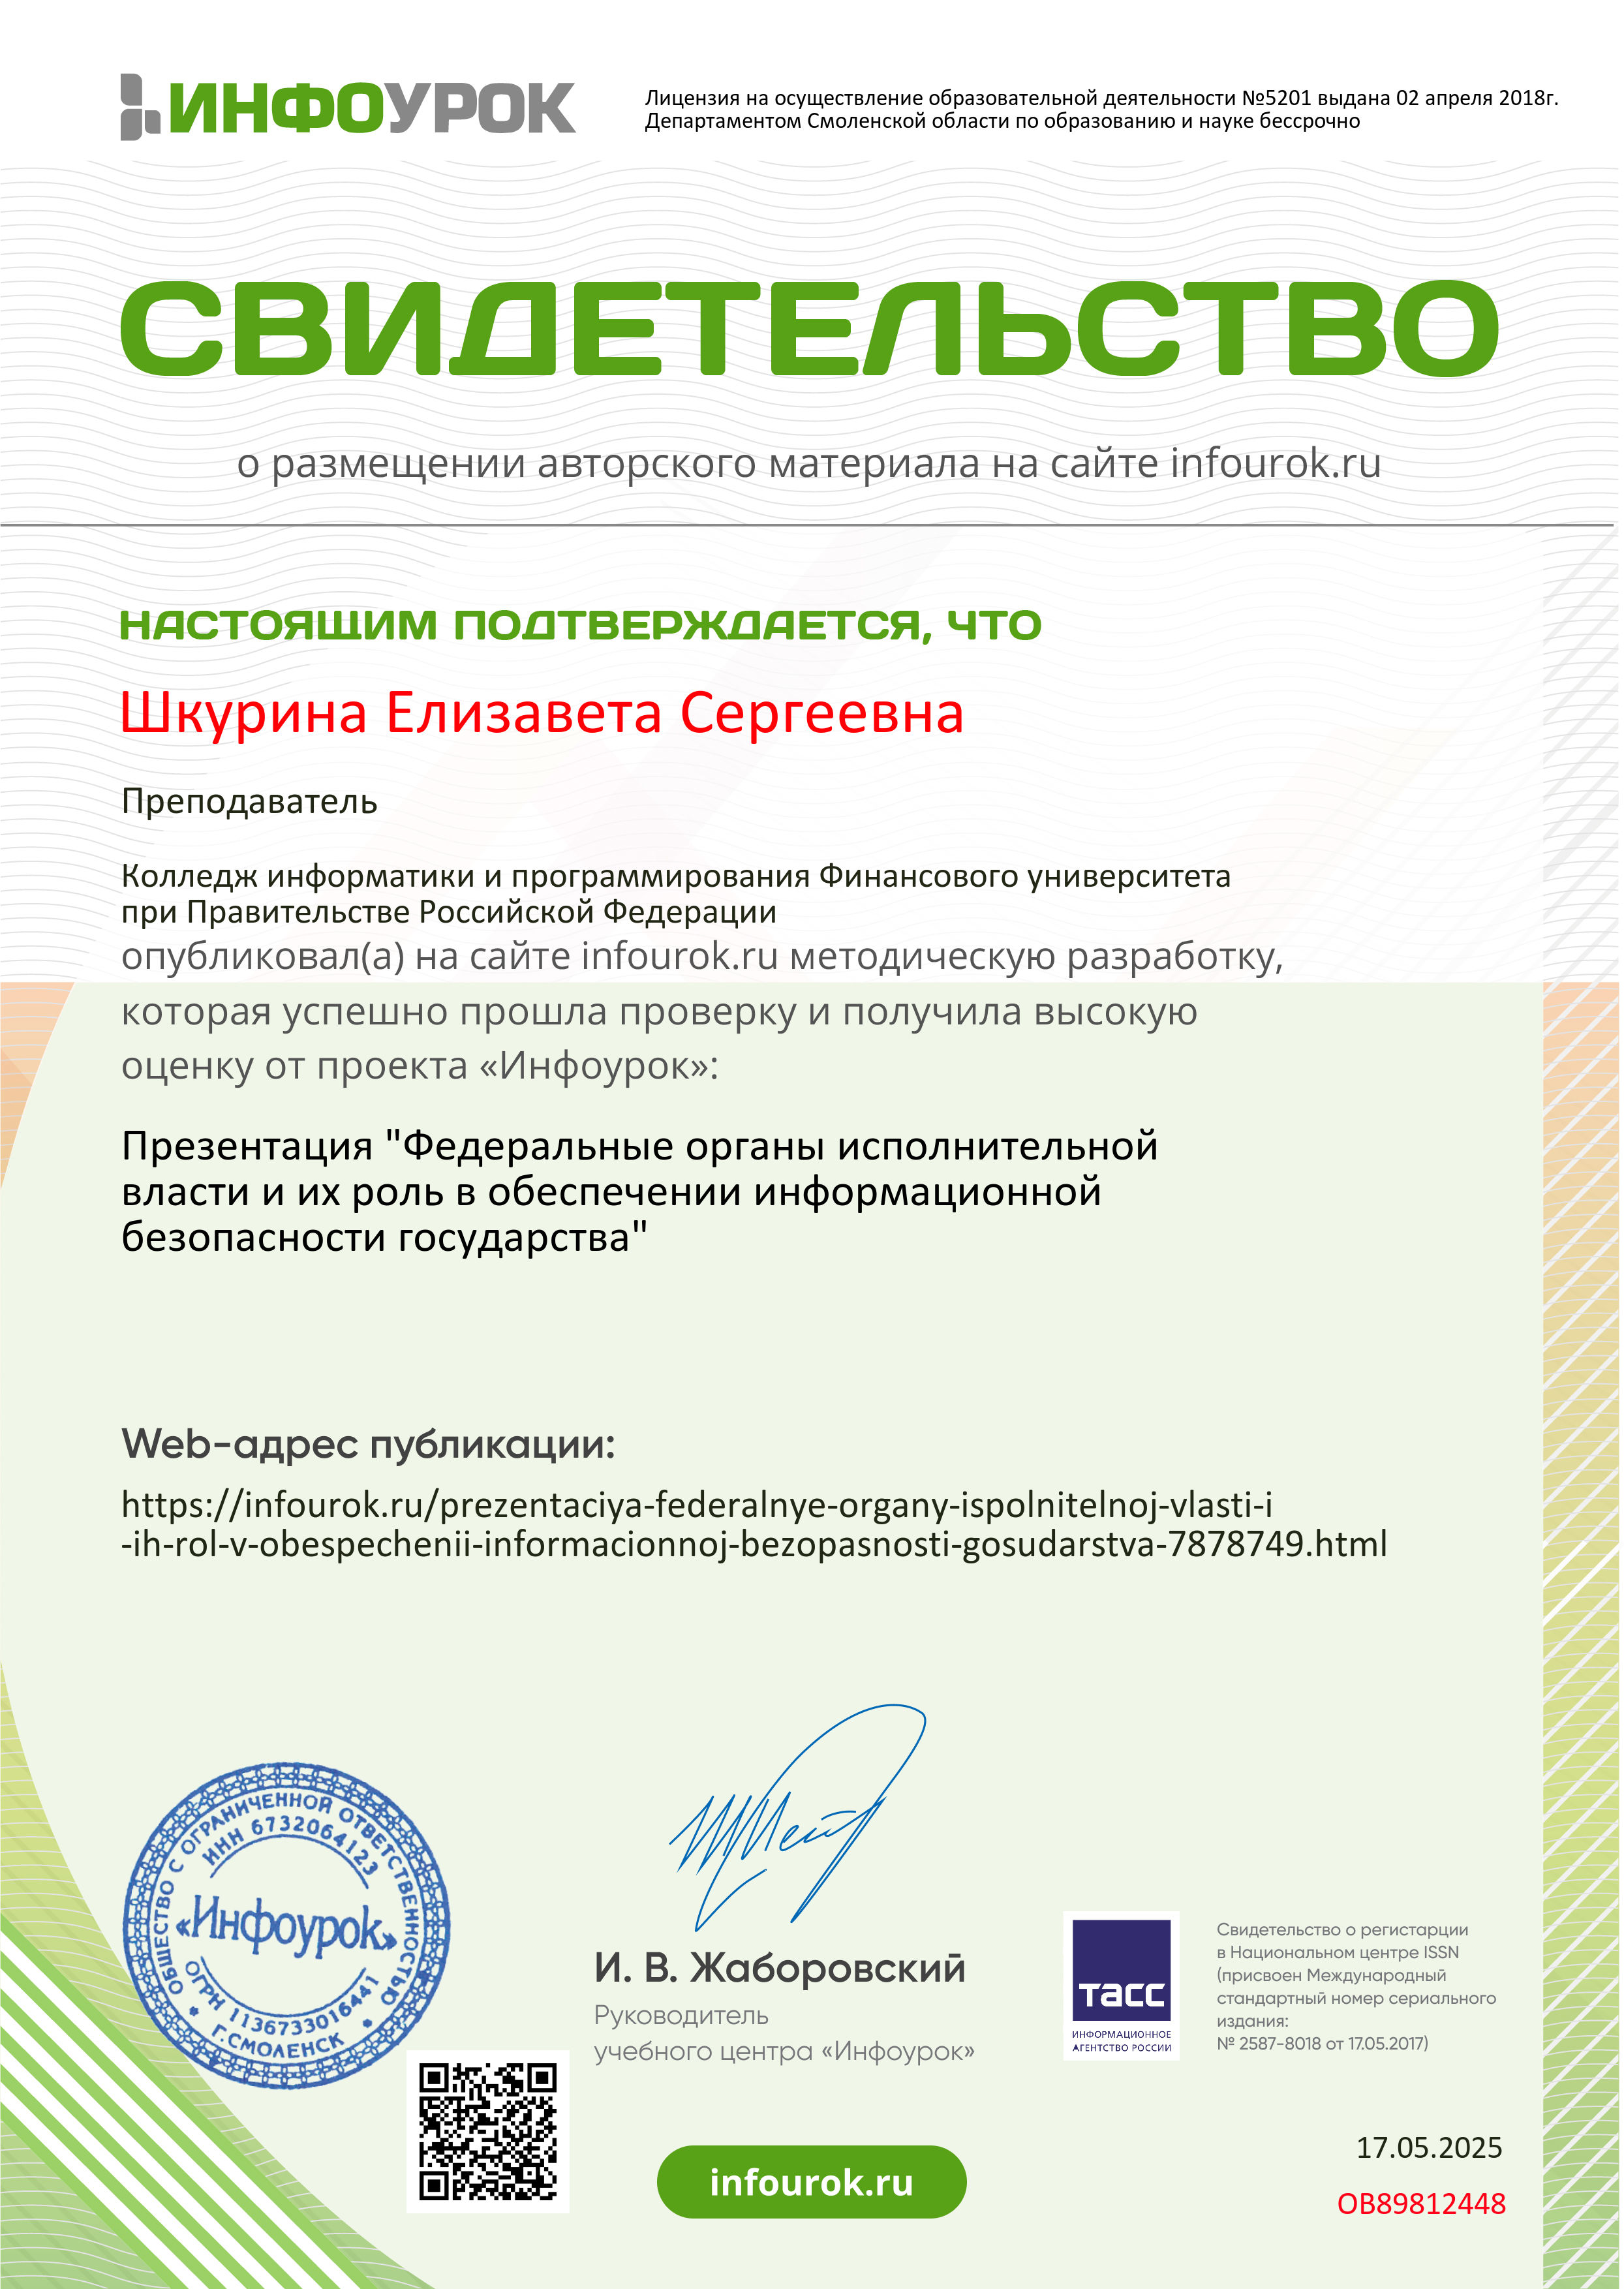 ИНФОУРОК
Лицензия на осуществление образовательной деятельности №5201 выдана 02 апреля 2018г.
Департаментом Смоленской области по образованию и науке бессрочно
СВИДЕТЕЛЬСТВО
о размещении авторского материала на сайте infourok.ru
НАСТОЯЩИМ ПОДТВЕРЖДАЕТСЯ, ЧТО
Шкурина Елизавета Сергеевна
Преподаватель
Колледж информатики и программирования Финансового университета
при Правительстве Российской Федерации
опубликовал(а) на сайте infourok.ru методическую разработку,
которая успешно прошла проверку и получила высокую
оценку от проекта «Инфоурок»:
Презентация "Федеральные органы исполнительной
власти и их роль в обеспечении информационной
безопасности государства"
Web-адрес публикации:
https://infourok.ru/prezentaciya-federalnye-organy-ispolnitelnoj-vlasti-i
-ih-rol-v-obespechenii-informacionnoj-bezopasnosti-gosudarstva-7878749.html
ОБЩЕСТВО С ОГРАНИЧЕННОЙ ОТВЕТСТВЕННОСТЬЮ
ИНН 6732064123
«Инфоурок»
ОГРН 1136733016441
Г.СМОЛЕНСК
И. В. Жаборовский
Руководитель
учебного центра «Инфоурок»
ТАСС
ИНФОРМАЦИОННОЕ
АГЕНТСТВО РОССИИ
Свидетельство о регистарции
в Национальном центре ISSN
(присвоен Международный
стандартный номер сериального
издания:
№ 2587-8018 от 17.05.2017)
infourok.ru
17.05.2025
ОВ89812448